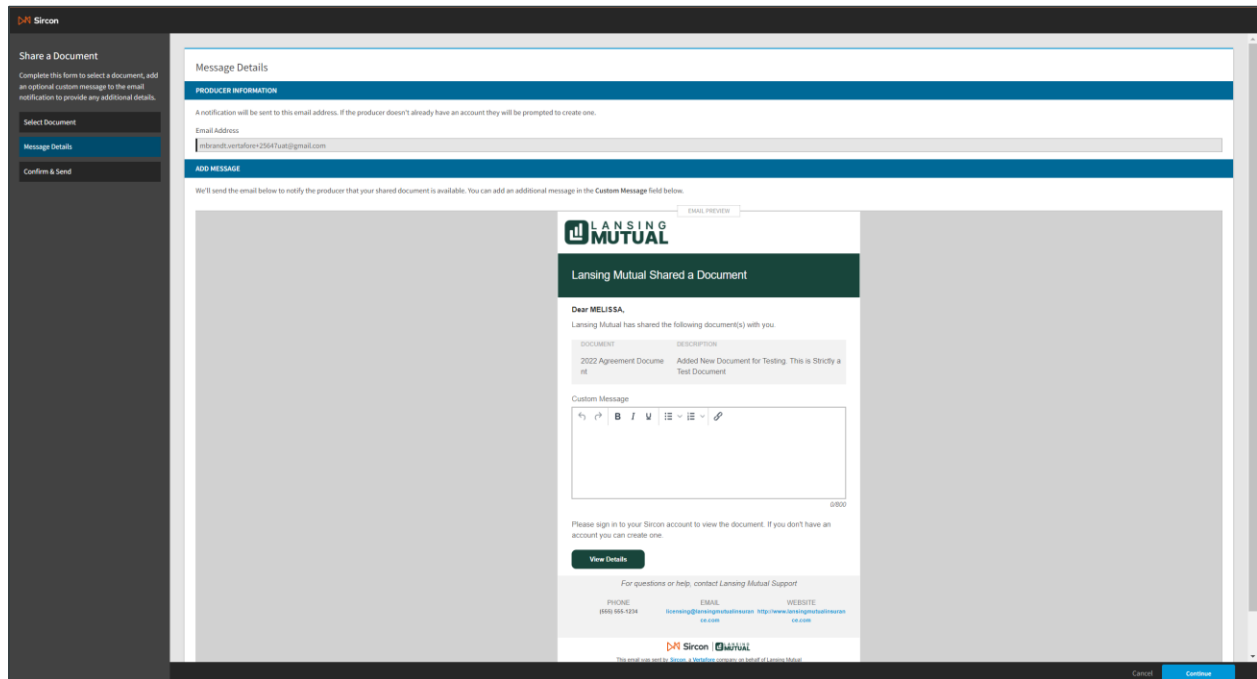 Sircon
Share a Document
Complete this form to select a document, add
an optional custom message to the email
notification to provide any additional details.
Select Document
Message Details
Confirm & Send
Message Details
PRODUCER INFORMATION
A notification will be sent to this email address. If the producer doesn't already have an account they will be prompted to create one.
Email Address
mbrandt.vertafore+25647uat@gmail.com
ADD MESSAGE
We'll send the email below to notify the producer that your shared document is available. You can add an additional message in the Custom Message field below.
EMAIL PREVIEW
LANSING
MUTUAL
Lansing Mutual Shared a Document
Dear MELISSA,
Lansing Mutual has shared the following document(s) with you.
DOCUMENT DESCRIPTION
2022 Agreement Docume Added New Document for Testing. This is Strictly a
nt Test Document
Custom Message
B I U
0/800
Please sign in to your Sircon account to view the document. If you don't have an
account you can create one.
View Details
For questions or help, contact Lansing Mutual Support
PHONE EMAIL WEBSITE
(555) 555-1234 licensing@lansingmutualinsuran http://www.lansingmutualinsuran
ce.com ce.com
Sircon | LANSING MUTUAL
This email was sent by Sircon, a Vertafore company on behalf of Lansing Mutual
Cancel Continue